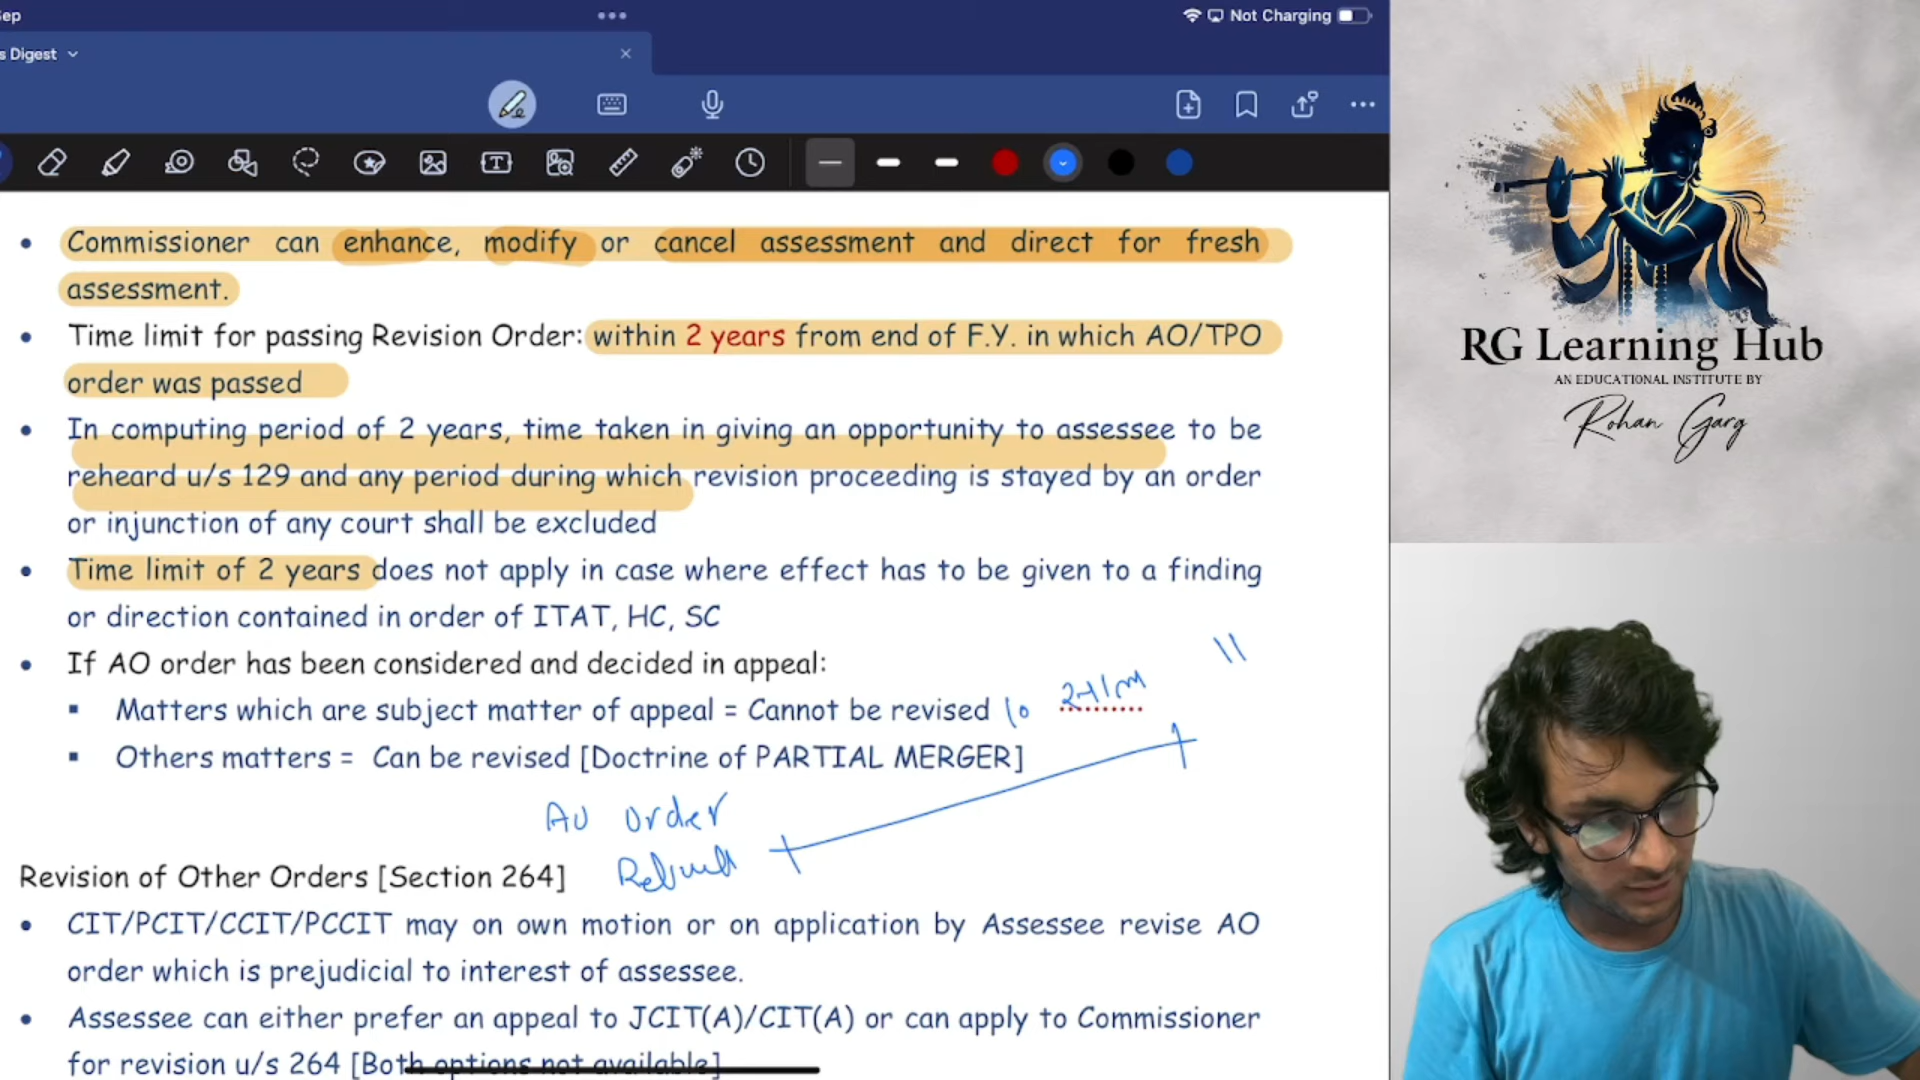 Sep
Not Charging
s Digest
Commissioner can enhance, modify or cancel assessment and direct for fresh
assessment.
Time limit for passing Revision Order: within 2 years from end of F.Y. in which AO/TPO
order was passed
In computing period of 2 years, time taken in giving an opportunity to assessee to be
reheard u/s 129 and any period during which revision proceeding is stayed by an order
or injunction of any court shall be excluded
Time limit of 2 years does not apply in case where effect has to be given to a finding
or direction contained in order of ITAT, HC, SC
If AO order has been considered and decided in appeal:
Matters which are subject matter of appeal = Cannot be revised
Others matters = Can be revised [Doctrine of PARTIAL MERGER]
AO order
Revision of Other Orders [Section 264]
CIT/PCIT/CCIT/PCCIT may on own motion or on application by Assessee revise AO
order which is prejudicial to interest of assessee.
Assessee can either prefer an appeal to JCIT(A)/CIT(A) or can apply to Commissioner
for revision u/s 264 [Both options not available]
RG Learning Hub
AN EDUCATIONAL INSTITUTE BY
Rohan Garg